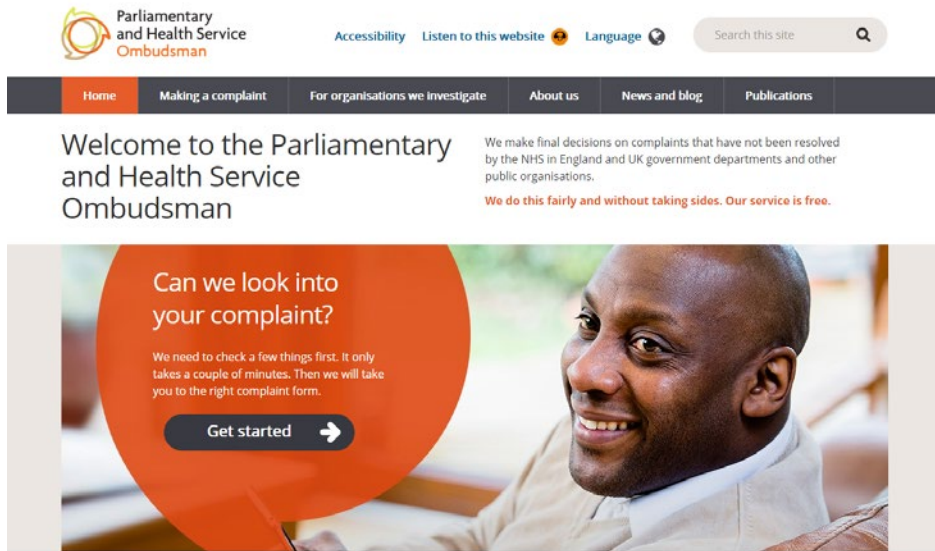 Parliamentary
and Health Service
Ombudsman
Accessibility Listen to this website Language Search this site
Home Making a complaint For organisations we investigate About us News and blog Publications
Welcome to the Parliamentary
and Health Service
Ombudsman
We make final decisions on complaints that have not been resolved
by the NHS in England and UK government departments and other
public organisations.
We do this fairly and without taking sides. Our service is free.
Can we look into
your complaint?
We need to check a few things first. It only
takes a couple of minutes. Then we will take
you to the right complaint form.
Get started